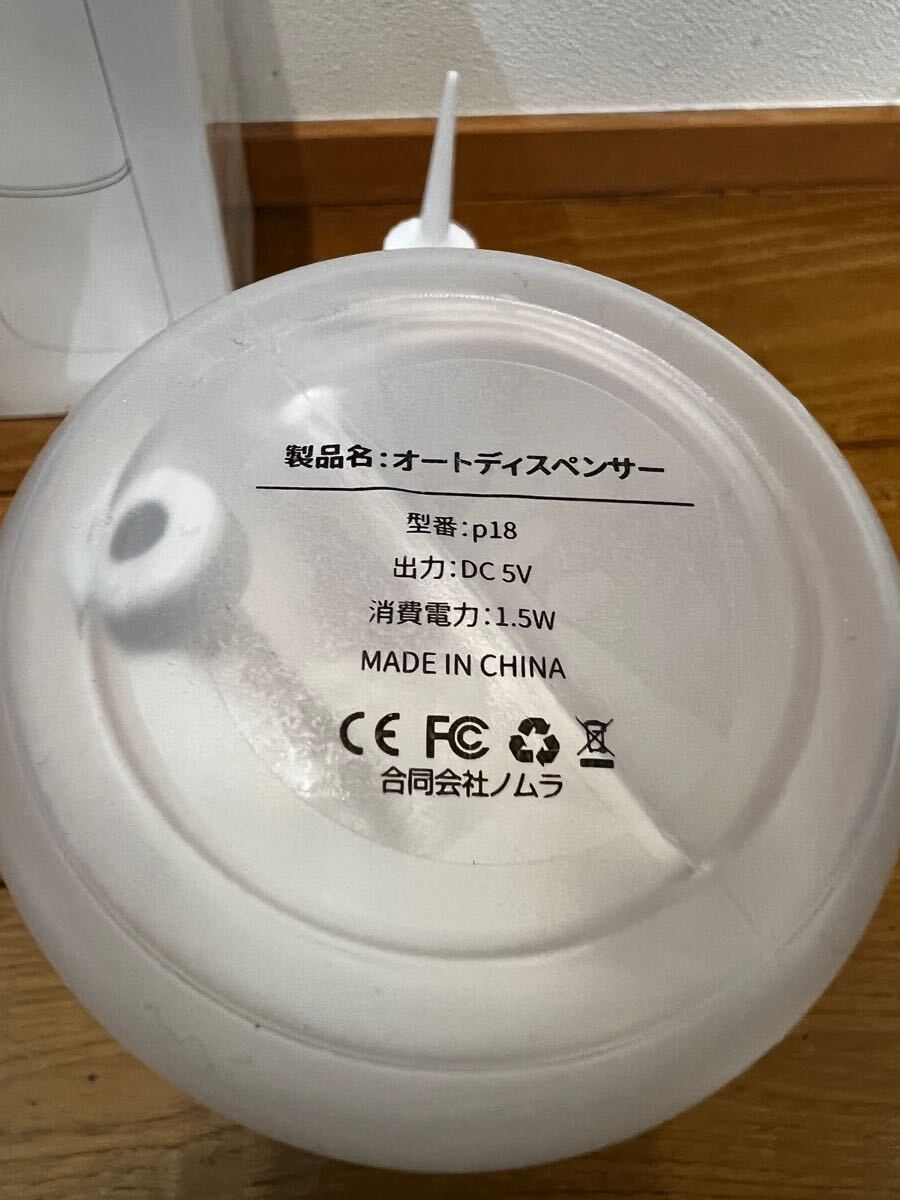 製品名:オートディスペンサー
型番:p18
出力:DC 5V
消費電力:1.5W
MADE IN CHINA
CE FC
合同会社ノムラ